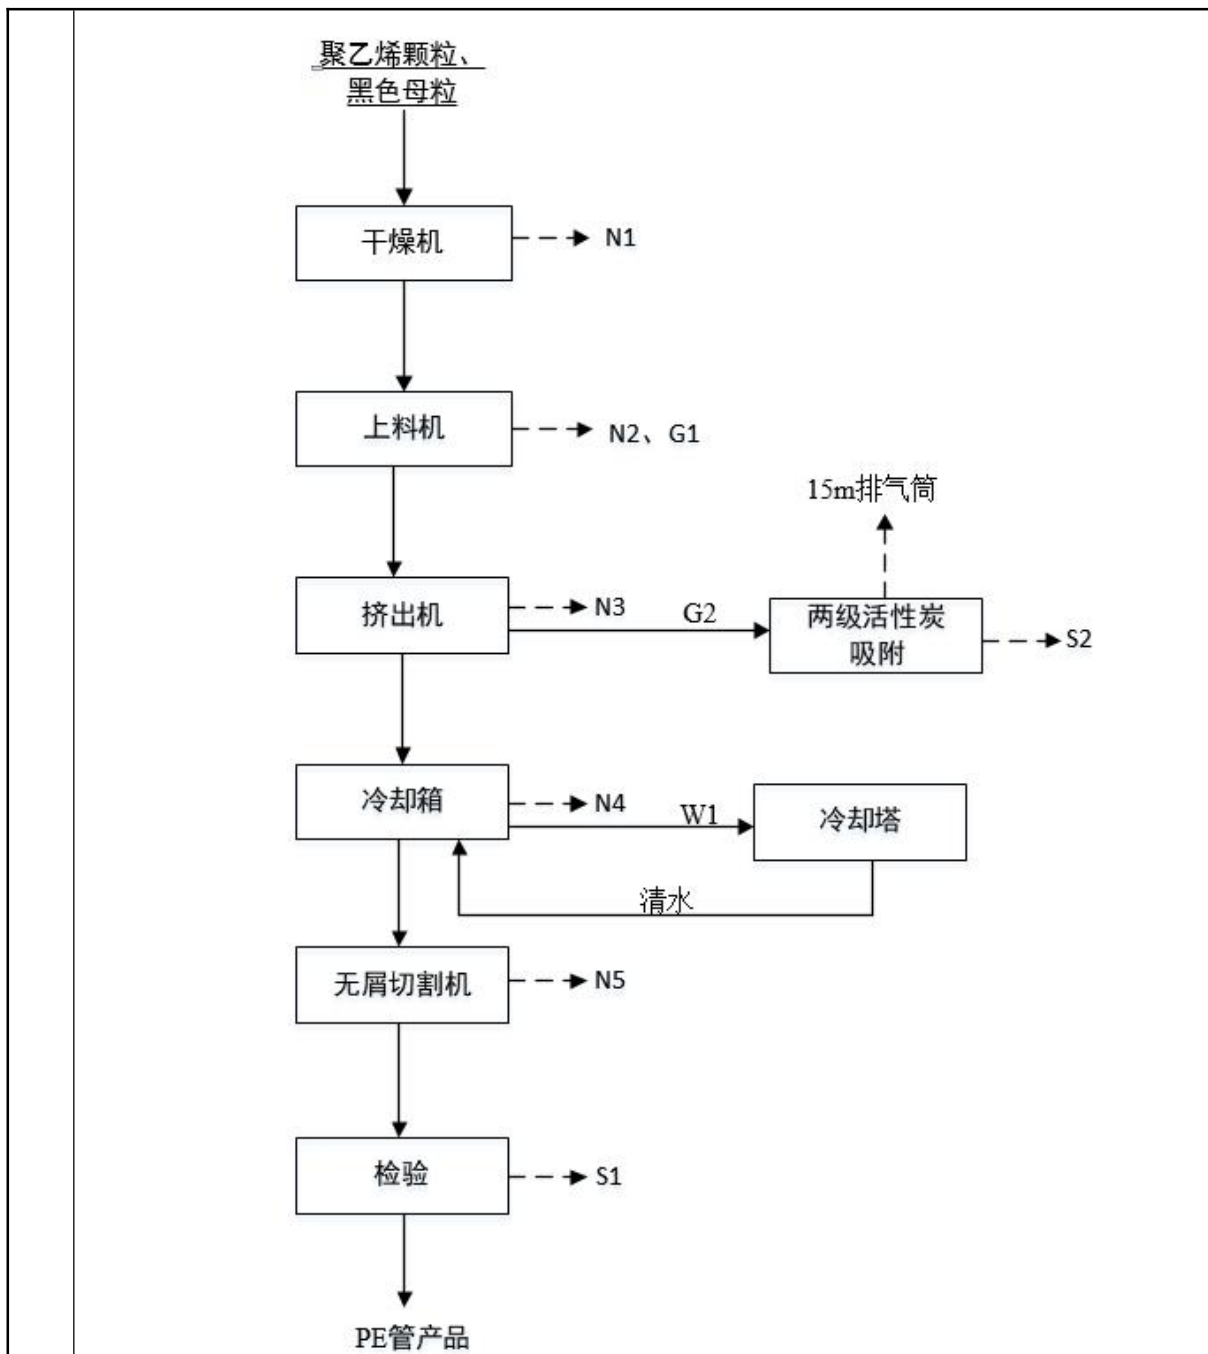 聚乙烯颗粒、
黑色母粒
干燥机
N1
上料机
N2、G1
15m排气筒
挤出机
N3
G2
两级活性炭
吸附
S2
冷却箱
N4
W1
冷却塔
清水
无屑切割机
N5
检验
S1
PE管产品